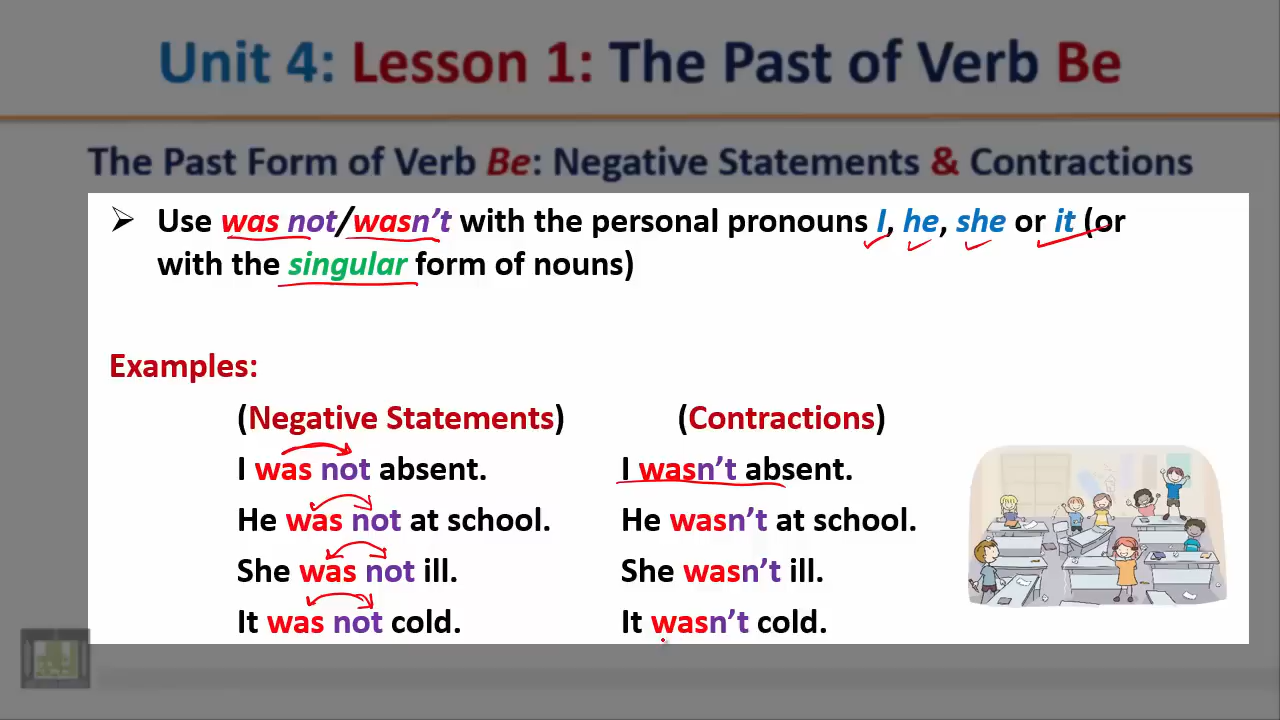 Unit 4: Lesson 1: The Past of Verb Be
The Past Form of Verb Be: Negative Statements & Contractions
➢ Use was not/wasn’t with the personal pronouns I, he, she or it (or
with the singular form of nouns)
Examples:
(Negative Statements) (Contractions)
I was not absent. I wasn’t absent.
He was not at school. He wasn’t at school.
She was not ill. She wasn’t ill.
It was not cold. It wasn’t cold.